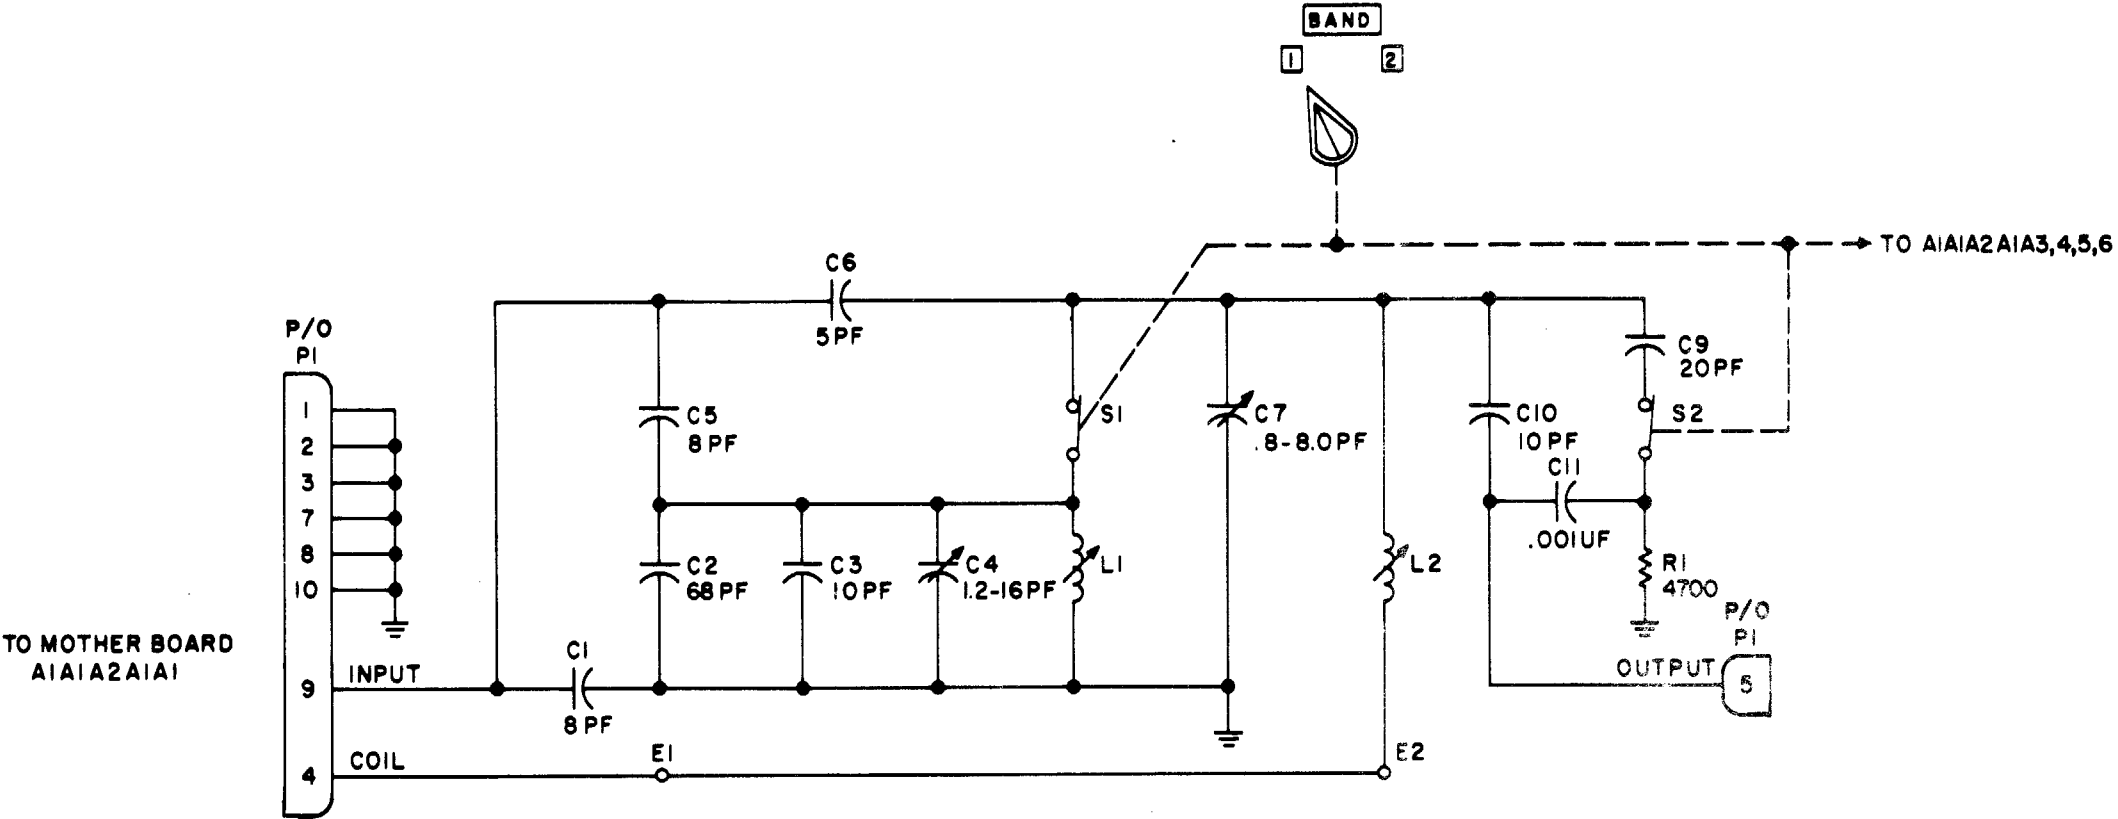 BAND
1 2
TO A1A1A2A1A3,4,5,6
C6
5PF
P/O
P1
1
2
3
7
8
10
9
4
C5
8PF
S1
C7
.8-8.0PF
C9
20PF
C10
10PF
S2
C11
.001UF
C2
68PF
C3
10PF
C4
1.2-16PF
L1
L2
R1
4700
P/O
P1
OUTPUT
5
TO MOTHER BOARD
A1A1A2A1A1
INPUT
C1
8PF
COIL
E1
E2